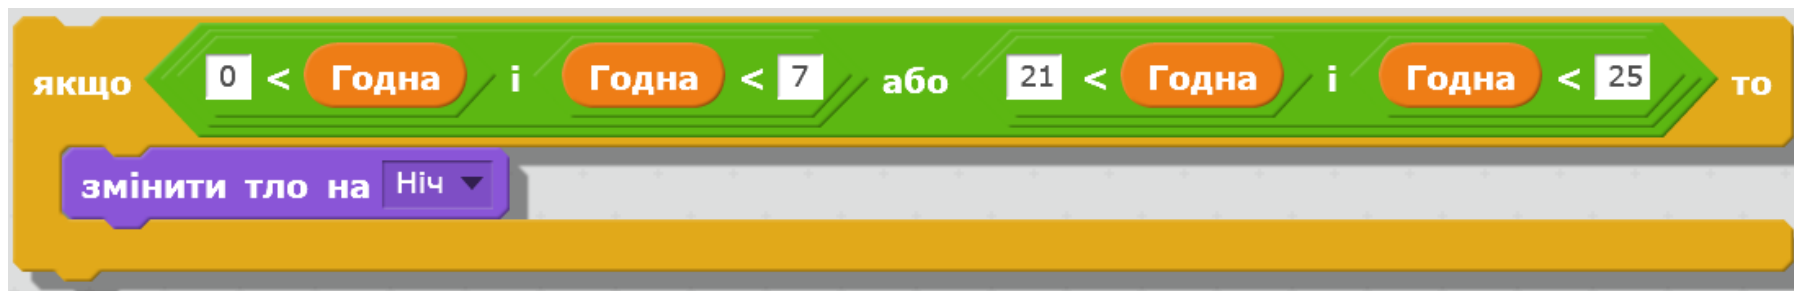 якщо 0 < Годна і Годна < 7 або 21 < Годна і Годна < 25 то
змінити тло на Ніч